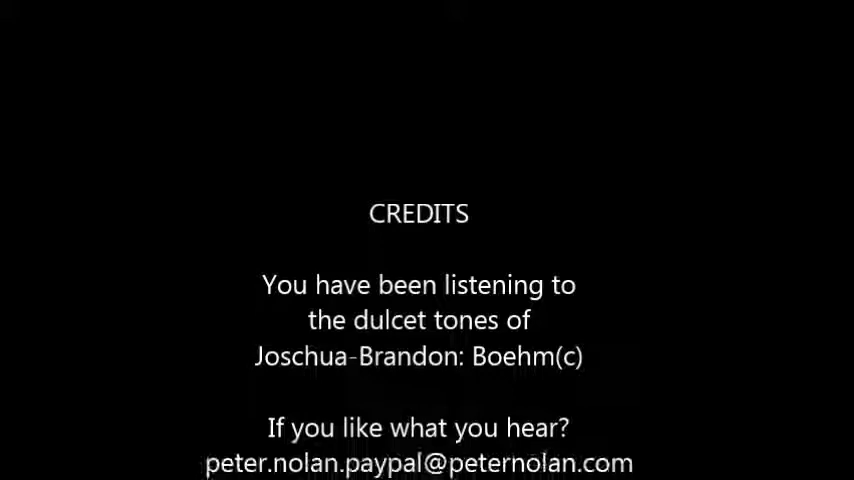 CREDITS
You have been listening to
the dulcet tones of
Joschua-Brandon: Boehm(c)
If you like what you hear?
peter.nolan.paypal@peternolan.com